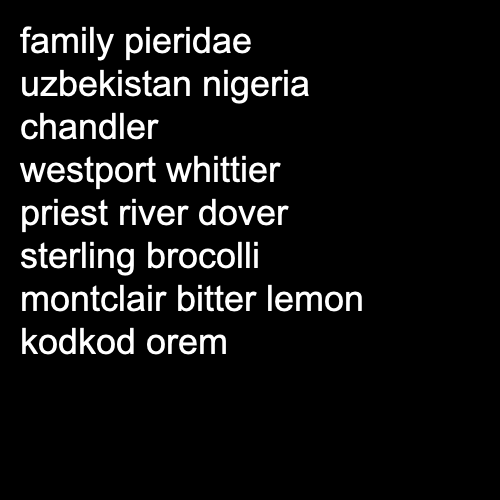 family pieridae
uzbekistan nigeria
chandler
westport whittier
priest river dover
sterling brocolli
montclair bitter lemon
kodkod orem